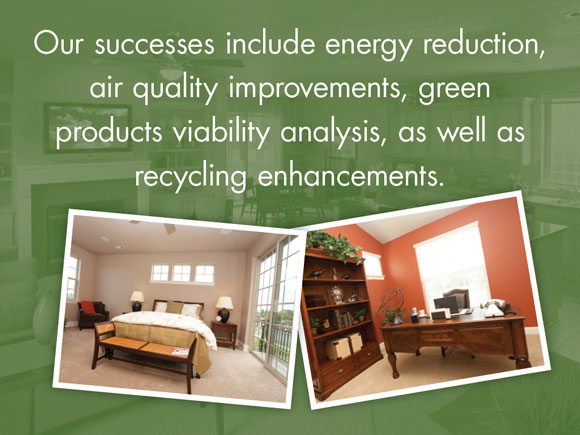 Our successes include energy reduction,
air quality improvements, green
products viability analysis, as well as
recycling enhancements.